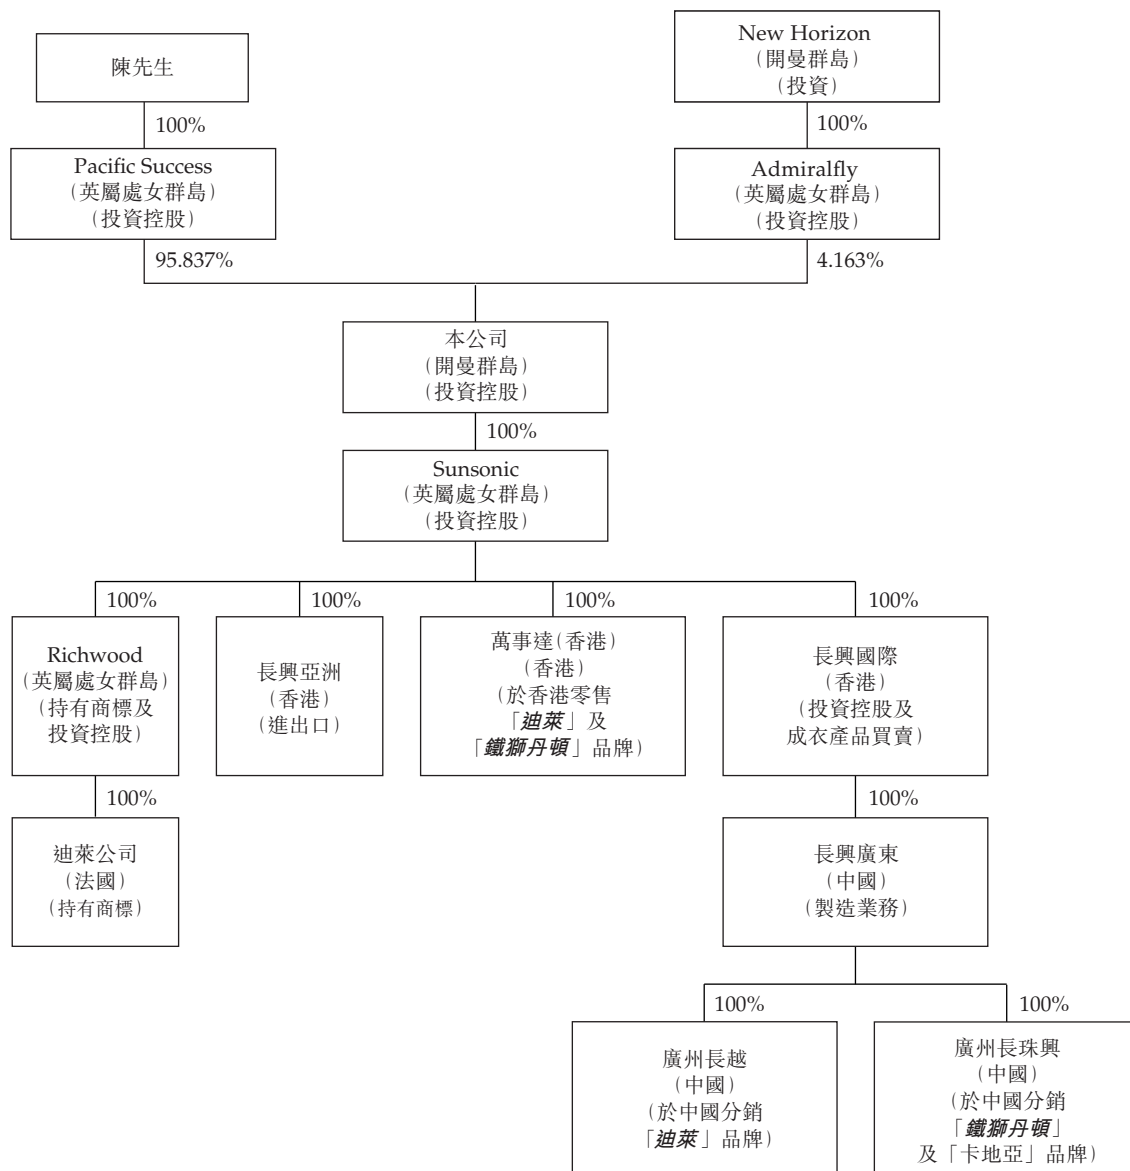 陳先生
New Horizon
(開曼群島)
(投資)
100%
100%
Pacific Success
(英屬處女群島)
(投資控股)
Admiralfly
(英屬處女群島)
(投資控股)
95.837%
4.163%
本公司
(開曼群島)
(投資控股)
100%
Sunsonic
(英屬處女群島)
(投資控股)
100%
100%
100%
100%
Richwood
(英屬處女群島)
(持有商標及
投資控股)
長興亞洲
(香港)
(進出口)
萬事達(香港)
(香港)
(於香港零售
「迪萊」及
「鐵獅丹頓」品牌)
長興國際
(香港)
(投資控股及
成衣產品買賣)
100%
100%
迪萊公司
(法國)
(持有商標)
長興廣東
(中國)
(製造業務)
100%
100%
廣州長越
(中國)
(於中國分銷
「迪萊」品牌)
廣州長珠興
(中國)
(於中國分銷
「鐵獅丹頓」
及「卡地亞」品牌)